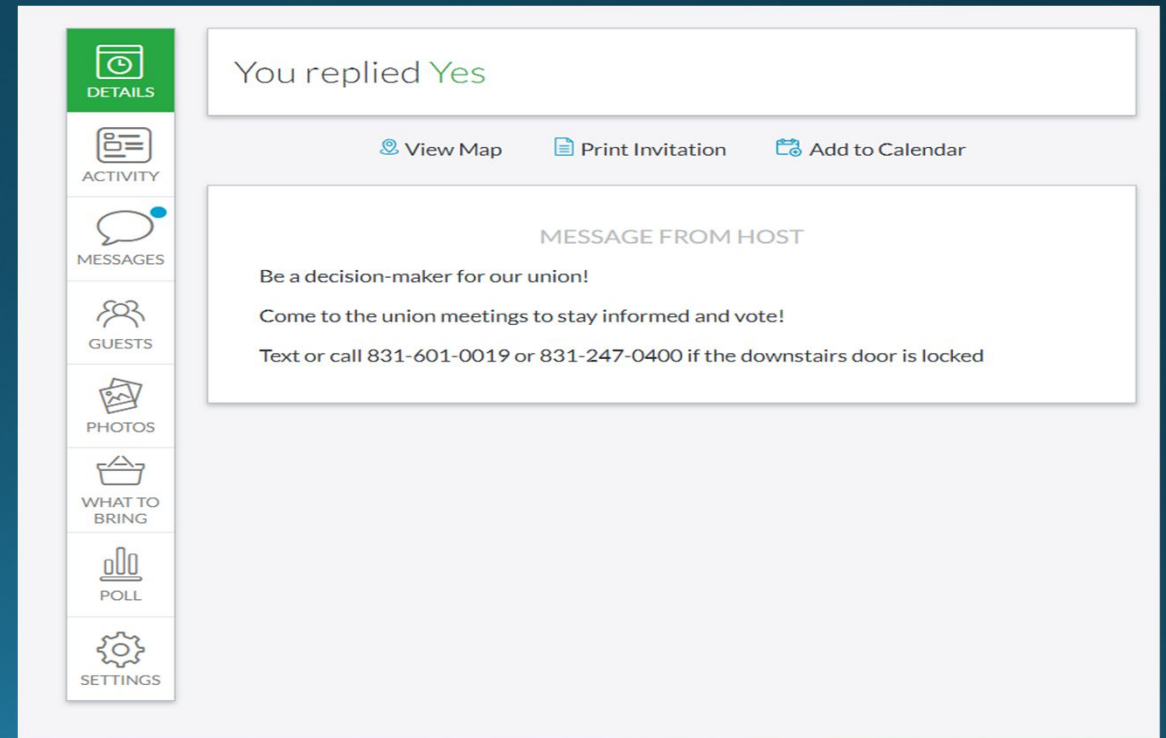 DETAILS
ACTIVITY
MESSAGES
GUESTS
PHOTOS
WHAT TO
BRING
POLL
SETTINGS
You replied Yes
View Map Print Invitation Add to Calendar
MESSAGE FROM HOST
Be a decision-maker for our union!
Come to the union meetings to stay informed and vote!
Text or call 831-601-0019 or 831-247-0400 if the downstairs door is locked